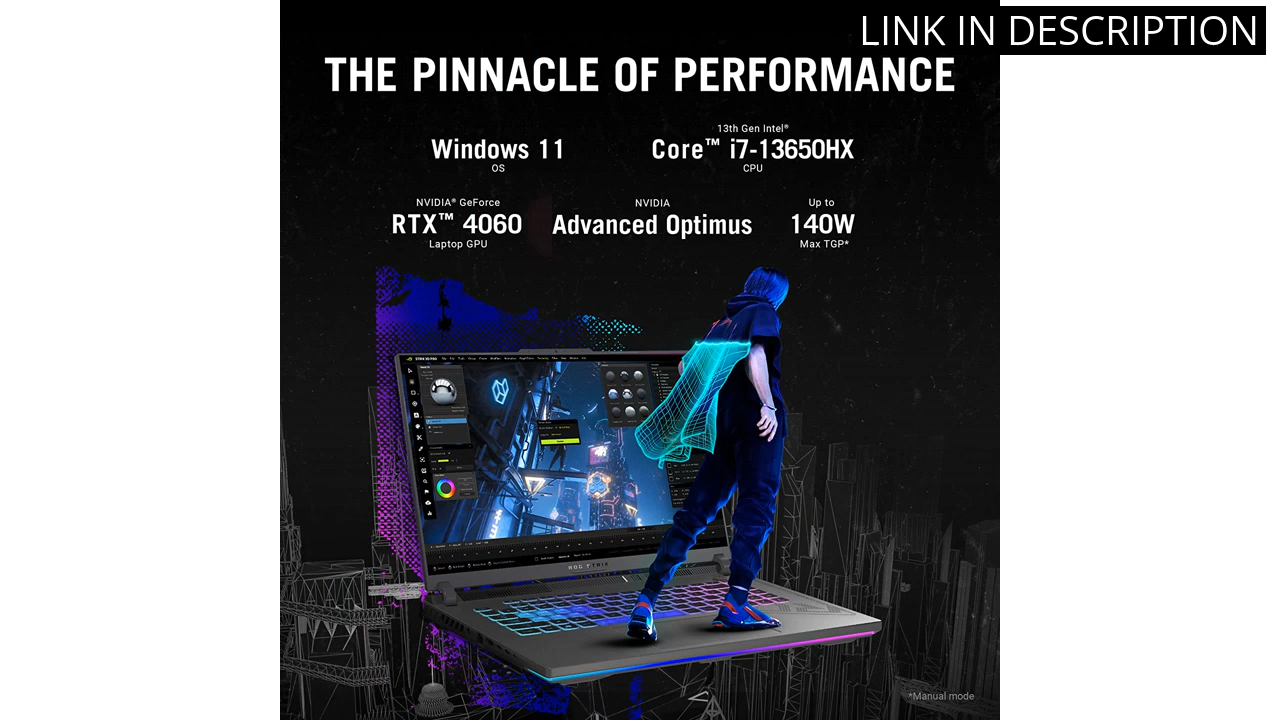 LINK IN DESCRIPTION
THE PINNACLE OF PERFORMANCE
Windows 11
OS
13th Gen Intel®
Core™ i7-13650HX
CPU
NVIDIA® GeForce
RTX™ 4060
Laptop GPU
NVIDIA
Advanced Optimus
Up to
140W
Max TGP*
*Manual mode